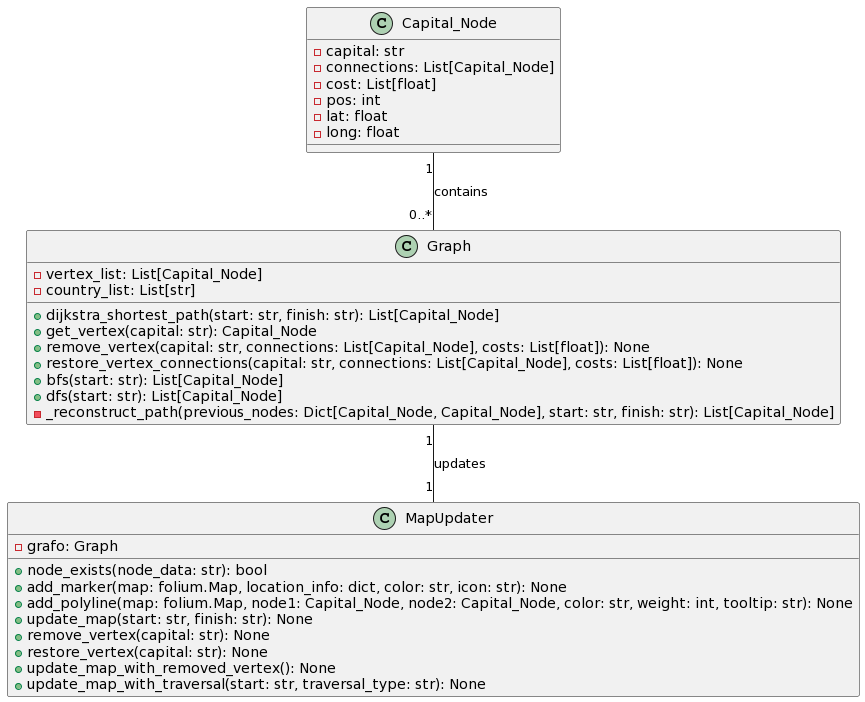 C Capital_Node
capital: str
connections: List[Capital_Node]
cost: List[float]
pos: int
lat: float
long: float
1
contains
0..*
C Graph
vertex_list: List[Capital_Node]
country_list: List[str]
dijkstra_shortest_path(start: str, finish: str): List[Capital_Node]
get_vertex(capital: str): Capital_Node
remove_vertex(capital: str, connections: List[Capital_Node], costs: List[float]): None
restore_vertex_connections(capital: str, connections: List[Capital_Node], costs: List[float]): None
bfs(start: str): List[Capital_Node]
dfs(start: str): List[Capital_Node]
_reconstruct_path(previous_nodes: Dict[Capital_Node, Capital_Node], start: str, finish: str): List[Capital_Node]
1
updates
1
C MapUpdater
grafo: Graph
node_exists(node_data: str): bool
add_marker(map: folium.Map, location_info: dict, color: str, icon: str): None
add_polyline(map: folium.Map, node1: Capital_Node, node2: Capital_Node, color: str, weight: int, tooltip: str): None
update_map(start: str, finish: str): None
remove_vertex(capital: str): None
restore_vertex(capital: str): None
update_map_with_removed_vertex(): None
update_map_with_traversal(start: str, traversal_type: str): None